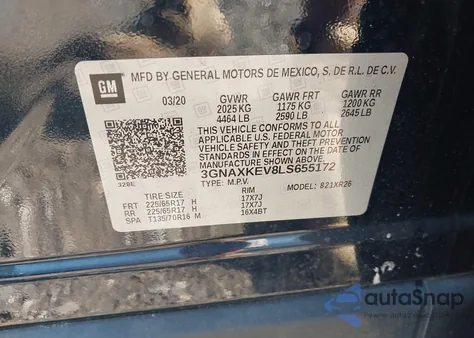 GM
MFD BY GENERAL MOTORS DE MEXICO, S. DE R.L. DE C.V.
03/20 GVWR GAWR FRT GAWR RR
2025 KG 1175 KG 1200 KG
4464 LB 2590 LB 2645 LB
THIS VEHICLE CONFORMS TO ALL
APPLICABLE U.S. FEDERAL MOTOR
VEHICLE SAFETY AND THEFT
PREVENTION STANDARDS IN EFFECT ON
THE DATE OF MANUFACTURE SHOWN ABOVE.
3GNAXKEV8LS655172
TYPE: M.P.V. MODEL: 821XR26
328E
TIRE SIZE RIM
FRT 225/65R17 H 17X7J
RR 225/65R17 H 17X7J
SPA T135/70R16 M 16X4BT
autoSnap